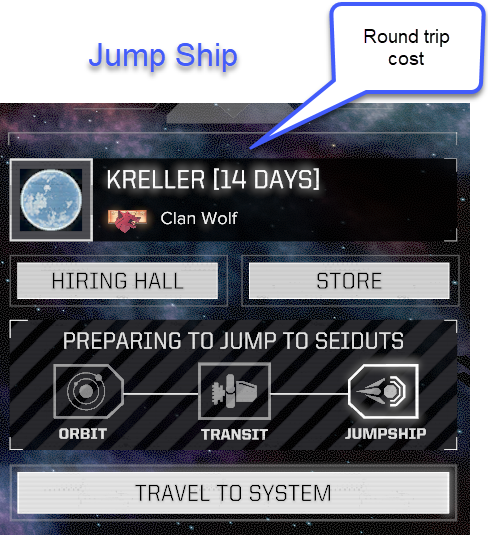 Jump Ship
Round trip
cost
KRELLER [14 DAYS]
Clan Wolf
HIRING HALL
STORE
PREPARING TO JUMP TO SEIDUTS
ORBIT
TRANSIT
JUMPSHIP
TRAVEL TO SYSTEM